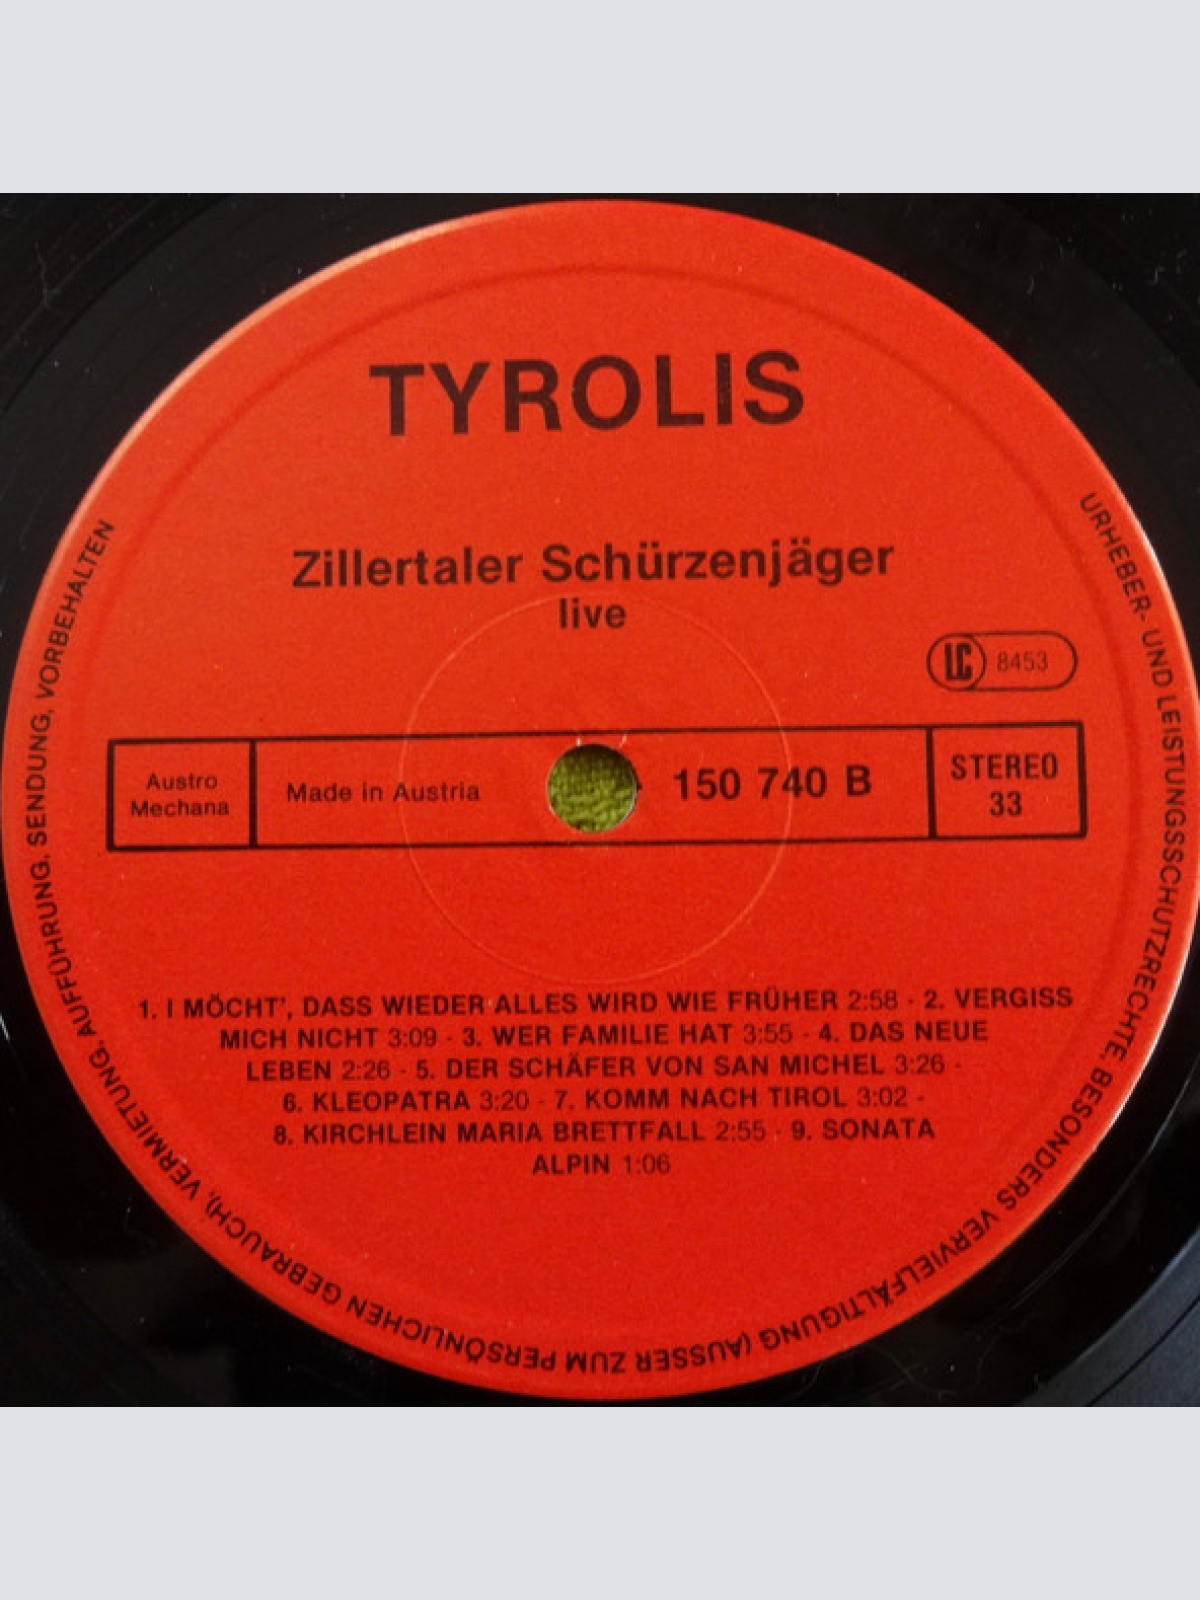 TYROLIS
Zillertaler Schürzenjäger
live
LC 8453
Austro
Mechana
Made in Austria
150 740 B
STEREO
33
1. I MÖCHT', DASS WIEDER ALLES WIRD WIE FRÜHER 2:58 · 2. VERGISS
MICH NICHT 3:09 · 3. WER FAMILIE HAT 3:55 · 4. DAS NEUE
LEBEN 2:26 · 5. DER SCHÄFER VON SAN MICHEL 3:26 ·
6. KLEOPATRA 3:20 · 7. KOMM NACH TIROL 3:02 ·
8. KIRCHLEIN MARIA BRETTFALL 2:55 · 9. SONATA
ALPIN 1:06
URHEBER- UND LEISTUNGSSCHUTZRECHTE, BESONDERS VERVIELFÄLTIGUNG (AUSSER ZUM PERSÖNLICHEN GEBRAUCH), VERMIETUNG, AUFFÜHRUNG, SENDUNG, VORBEHALTEN